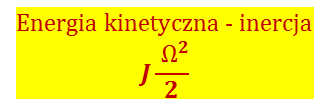 Energia kinetyczna - inercja
J Ω²/2